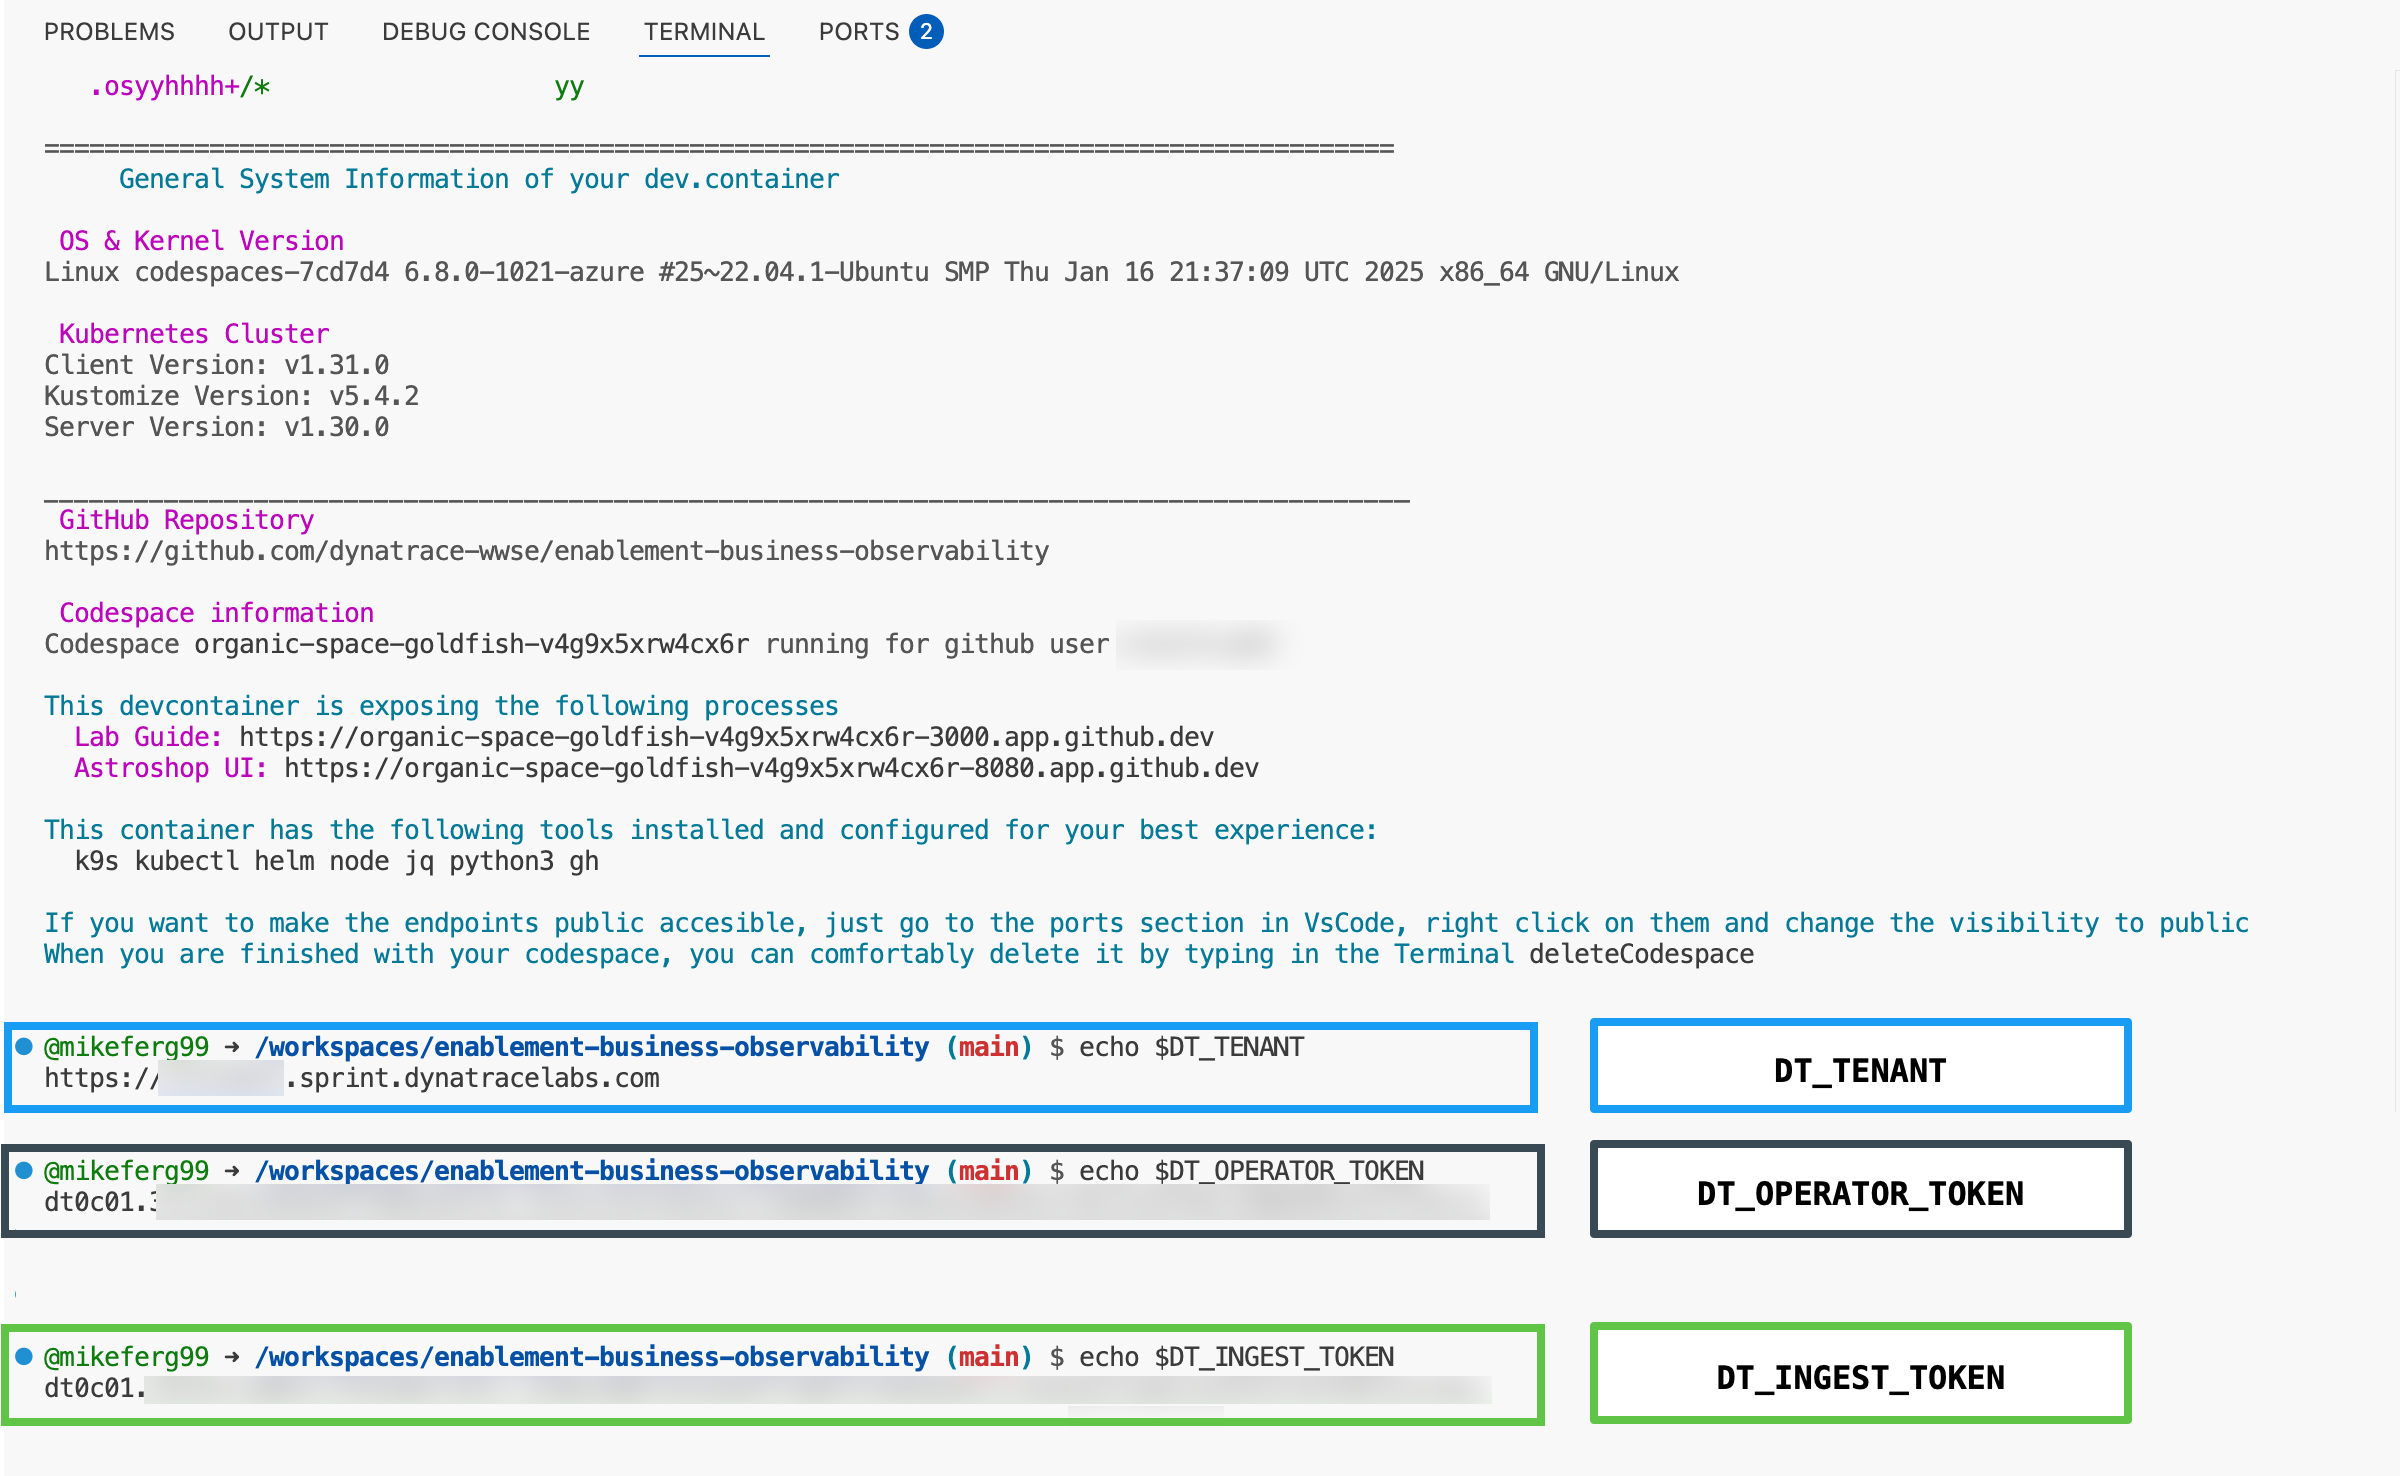 PROBLEMS OUTPUT DEBUG CONSOLE TERMINAL PORTS 2
.osyyhhhh+/* yy
==========================================================================================
General System Information of your dev.container
OS & Kernel Version
Linux codespaces-7cd7d4 6.8.0-1021-azure #25~22.04.1-Ubuntu SMP Thu Jan 16 21:37:09 UTC 2025 x86_64 GNU/Linux
Kubernetes Cluster
Client Version: v1.31.0
Kustomize Version: v5.4.2
Server Version: v1.30.0
___________________________________________________________________________________________
GitHub Repository
https://github.com/dynatrace-wwse/enablement-business-observability
Codespace information
Codespace organic-space-goldfish-v4g9x5xrw4cx6r running for github user
This devcontainer is exposing the following processes
Lab Guide: https://organic-space-goldfish-v4g9x5xrw4cx6r-3000.app.github.dev
Astroshop UI: https://organic-space-goldfish-v4g9x5xrw4cx6r-8080.app.github.dev
This container has the following tools installed and configured for your best experience:
k9s kubectl helm node jq python3 gh
If you want to make the endpoints public accesible, just go to the ports section in VsCode, right click on them and change the visibility to public
When you are finished with your codespace, you can comfortably delete it by typing in the Terminal deleteCodespace
@mikeferg99 → /workspaces/enablement-business-observability (main) $ echo $DT_TENANT
https:// .sprint.dynatracelabs.com
DT_TENANT
@mikeferg99 → /workspaces/enablement-business-observability (main) $ echo $DT_OPERATOR_TOKEN
dt0c01.3
DT_OPERATOR_TOKEN
@mikeferg99 → /workspaces/enablement-business-observability (main) $ echo $DT_INGEST_TOKEN
dt0c01.
DT_INGEST_TOKEN